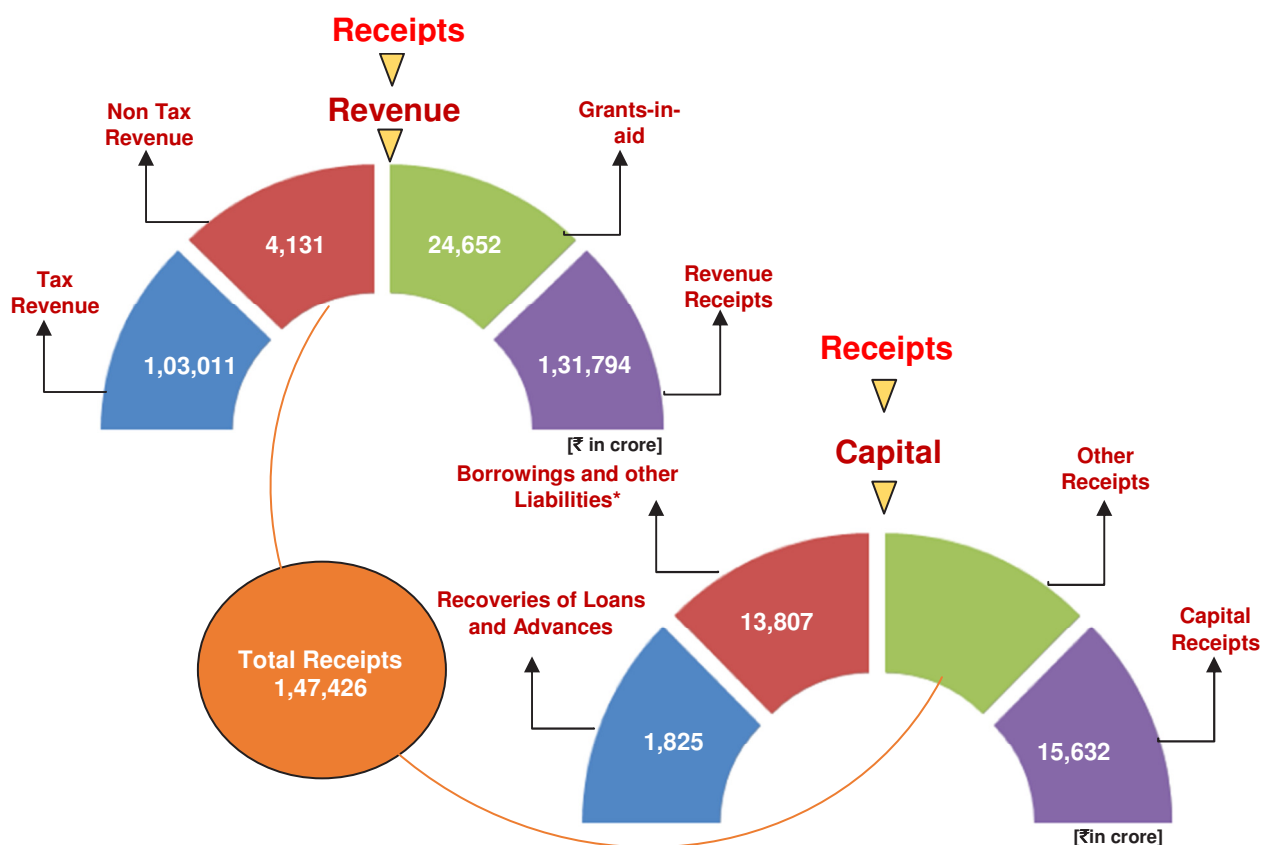 Receipts
Revenue
Non Tax
Revenue
Grants-in-
aid
4,131
24,652
Tax
Revenue
Revenue
Receipts
1,03,011
1,31,794
[₹ in crore]
Receipts
Capital
Borrowings and other
Liabilities*
Other
Receipts
Recoveries of Loans
and Advances
13,807
Capital
Receipts
Total Receipts
1,47,426
1,825
15,632
[₹in crore]